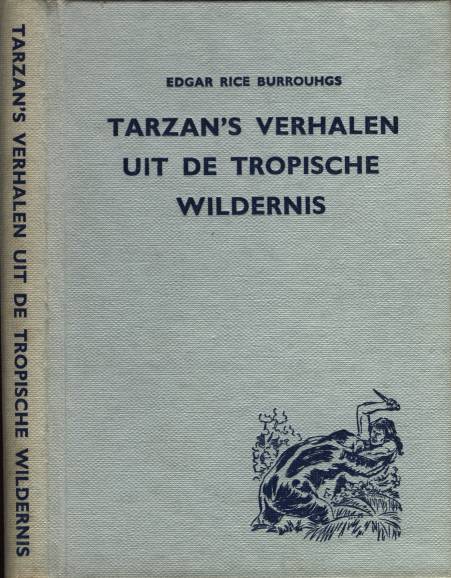 TARZAN'S VERHALEN UIT DE TROPISCHE WILDERNIS
EDGAR RICE BURROUHGS
TARZAN'S VERHALEN
UIT DE TROPISCHE
WILDERNIS